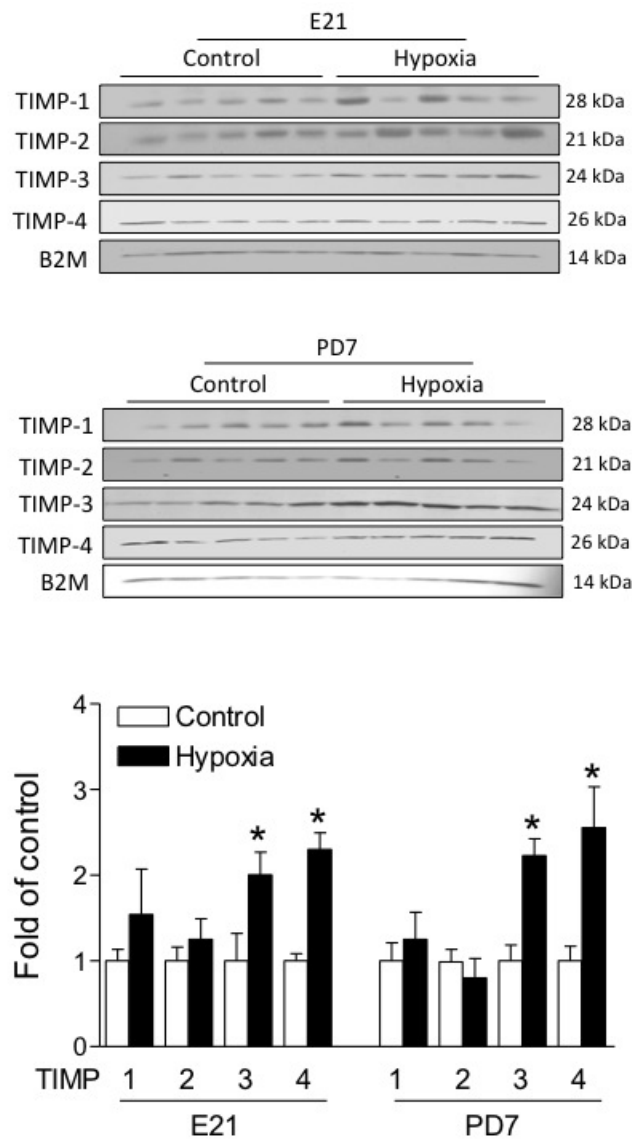 E21
Control Hypoxia
TIMP-1 28 kDa
TIMP-2 21 kDa
TIMP-3 24 kDa
TIMP-4 26 kDa
B2M 14 kDa
PD7
Control Hypoxia
TIMP-1 28 kDa
TIMP-2 21 kDa
TIMP-3 24 kDa
TIMP-4 26 kDa
B2M 14 kDa
Fold of control
4
3
2
1
0
Control
Hypoxia
* * * *
TIMP 1 2 3 4 1 2 3 4
E21 PD7